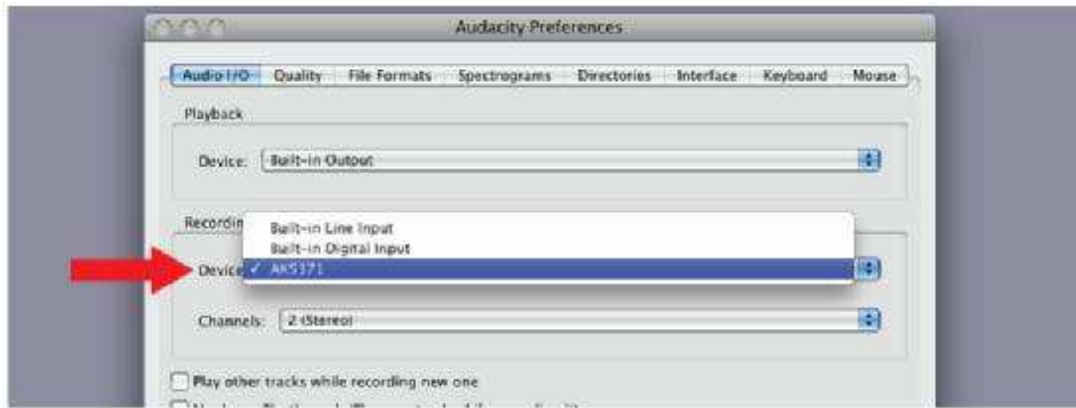 Audacity Preferences
Audio I/O Quality File Formats Spectrograms Directories Interface Keyboard Mouse
Playback
Device: Built-in Output
Recordin
Built-in Line Input
Built-in Digital Input
Device ✓ AK5371
Channels: 2 (Stereo)
Play other tracks while recording new one